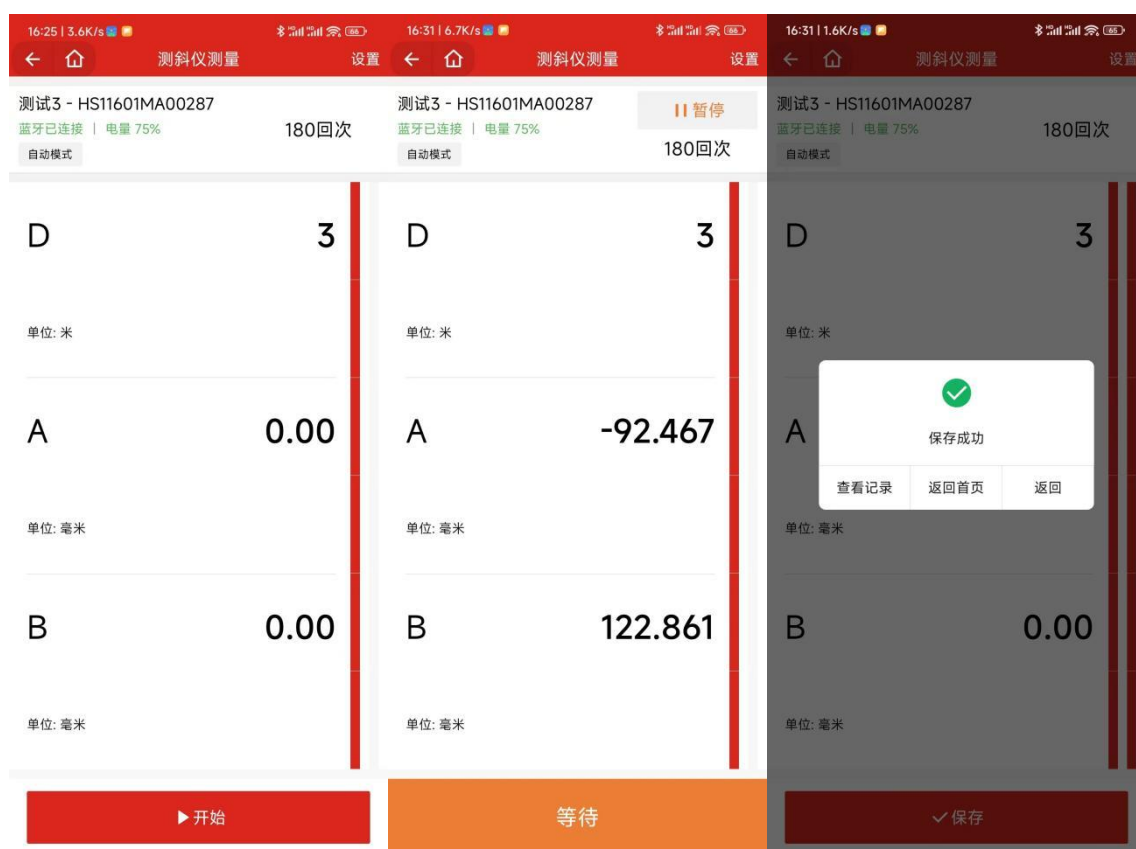 16:25 | 3.6K/s
66
测斜仪测量
设置
测试3 - HS11601MA00287
蓝牙已连接 | 电量 75%
180回次
自动模式
D
3
单位: 米
A
0.00
单位: 毫米
B
0.00
单位: 毫米
开始
16:31 | 6.7K/s
66
测斜仪测量
设置
测试3 - HS11601MA00287
暂停
蓝牙已连接 | 电量 75%
180回次
自动模式
D
3
单位: 米
A
-92.467
单位: 毫米
B
122.861
单位: 毫米
等待
16:31 | 1.6K/s
65
测斜仪测量
设置
测试3 - HS11601MA00287
蓝牙已连接 | 电量 75%
180回次
自动模式
D
3
单位: 米
A
保存成功
查看记录 返回首页 返回
单位: 毫米
B
0.00
单位: 毫米
保存